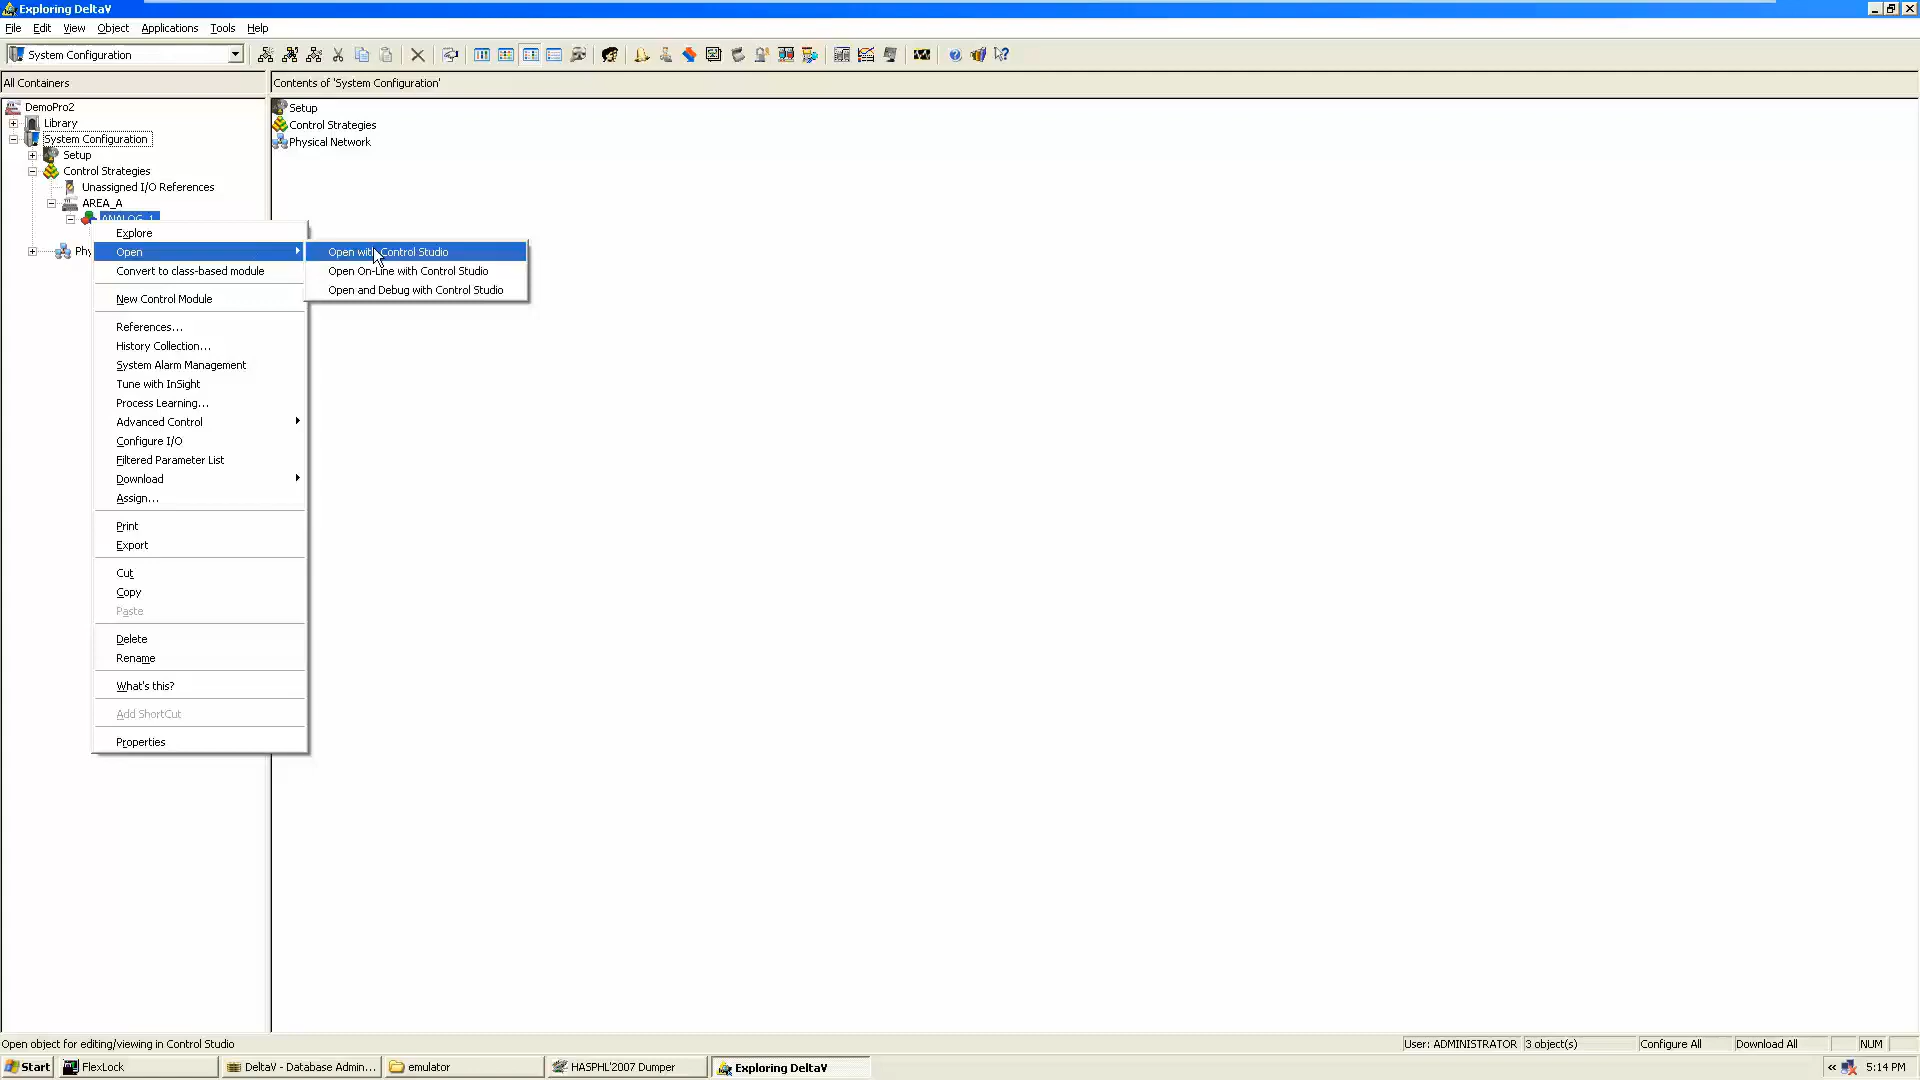 Exploring DeltaV
File Edit View Object Applications Tools Help
System Configuration
All Containers
Contents of 'System Configuration'
DemoPro2
Library
System Configuration
Setup
Control Strategies
Unassigned I/O References
AREA_A
ANALOG_1
Phy
Setup
Control Strategies
Physical Network
Explore
Open
Convert to class-based module
New Control Module
References...
History Collection...
System Alarm Management
Tune with InSight
Process Learning...
Advanced Control
Configure I/O
Filtered Parameter List
Download
Assign...
Print
Export
Cut
Copy
Paste
Delete
Rename
What's this?
Add ShortCut
Properties
Open with Control Studio
Open On-Line with Control Studio
Open and Debug with Control Studio
Open object for editing/viewing in Control Studio
User: ADMINISTRATOR 3 object(s) Configure All Download All NUM
Start FlexLock DeltaV - Database Admin... emulator HASPHL'2007 Dumper Exploring DeltaV « 5:14 PM